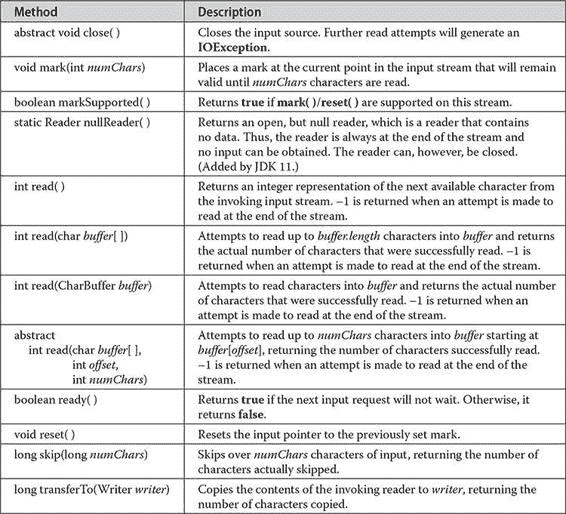 Method Description
abstract void close( ) Closes the input source. Further read attempts will generate an
IOException.
void mark(int numChars) Places a mark at the current point in the input stream that will remain
valid until numChars characters are read.
boolean markSupported( ) Returns true if mark( )/reset( ) are supported on this stream.
static Reader nullReader( ) Returns an open, but null reader, which is a reader that contains
no data. Thus, the reader is always at the end of the stream and
no input can be obtained. The reader can, however, be closed.
(Added by JDK 11.)
int read( ) Returns an integer representation of the next available character from
the invoking input stream. –1 is returned when an attempt is made to
read at the end of the stream.
int read(char buffer[ ]) Attempts to read up to buffer.length characters into buffer and returns
the actual number of characters that were successfully read. –1 is
returned when an attempt is made to read at the end of the stream.
int read(CharBuffer buffer) Attempts to read characters into buffer and returns the actual number
of characters that were successfully read. –1 is returned when an
attempt is made to read at the end of the stream.
abstract Attempts to read up to numChars characters into buffer starting at
int read(char buffer[ ], buffer[offset], returning the number of characters successfully read.
int offset, –1 is returned when an attempt is made to read at the end of the
int numChars) stream.
boolean ready( ) Returns true if the next input request will not wait. Otherwise, it
returns false.
void reset( ) Resets the input pointer to the previously set mark.
long skip(long numChars) Skips over numChars characters of input, returning the number of
characters actually skipped.
long transferTo(Writer writer) Copies the contents of the invoking reader to writer, returning the
number of characters copied.